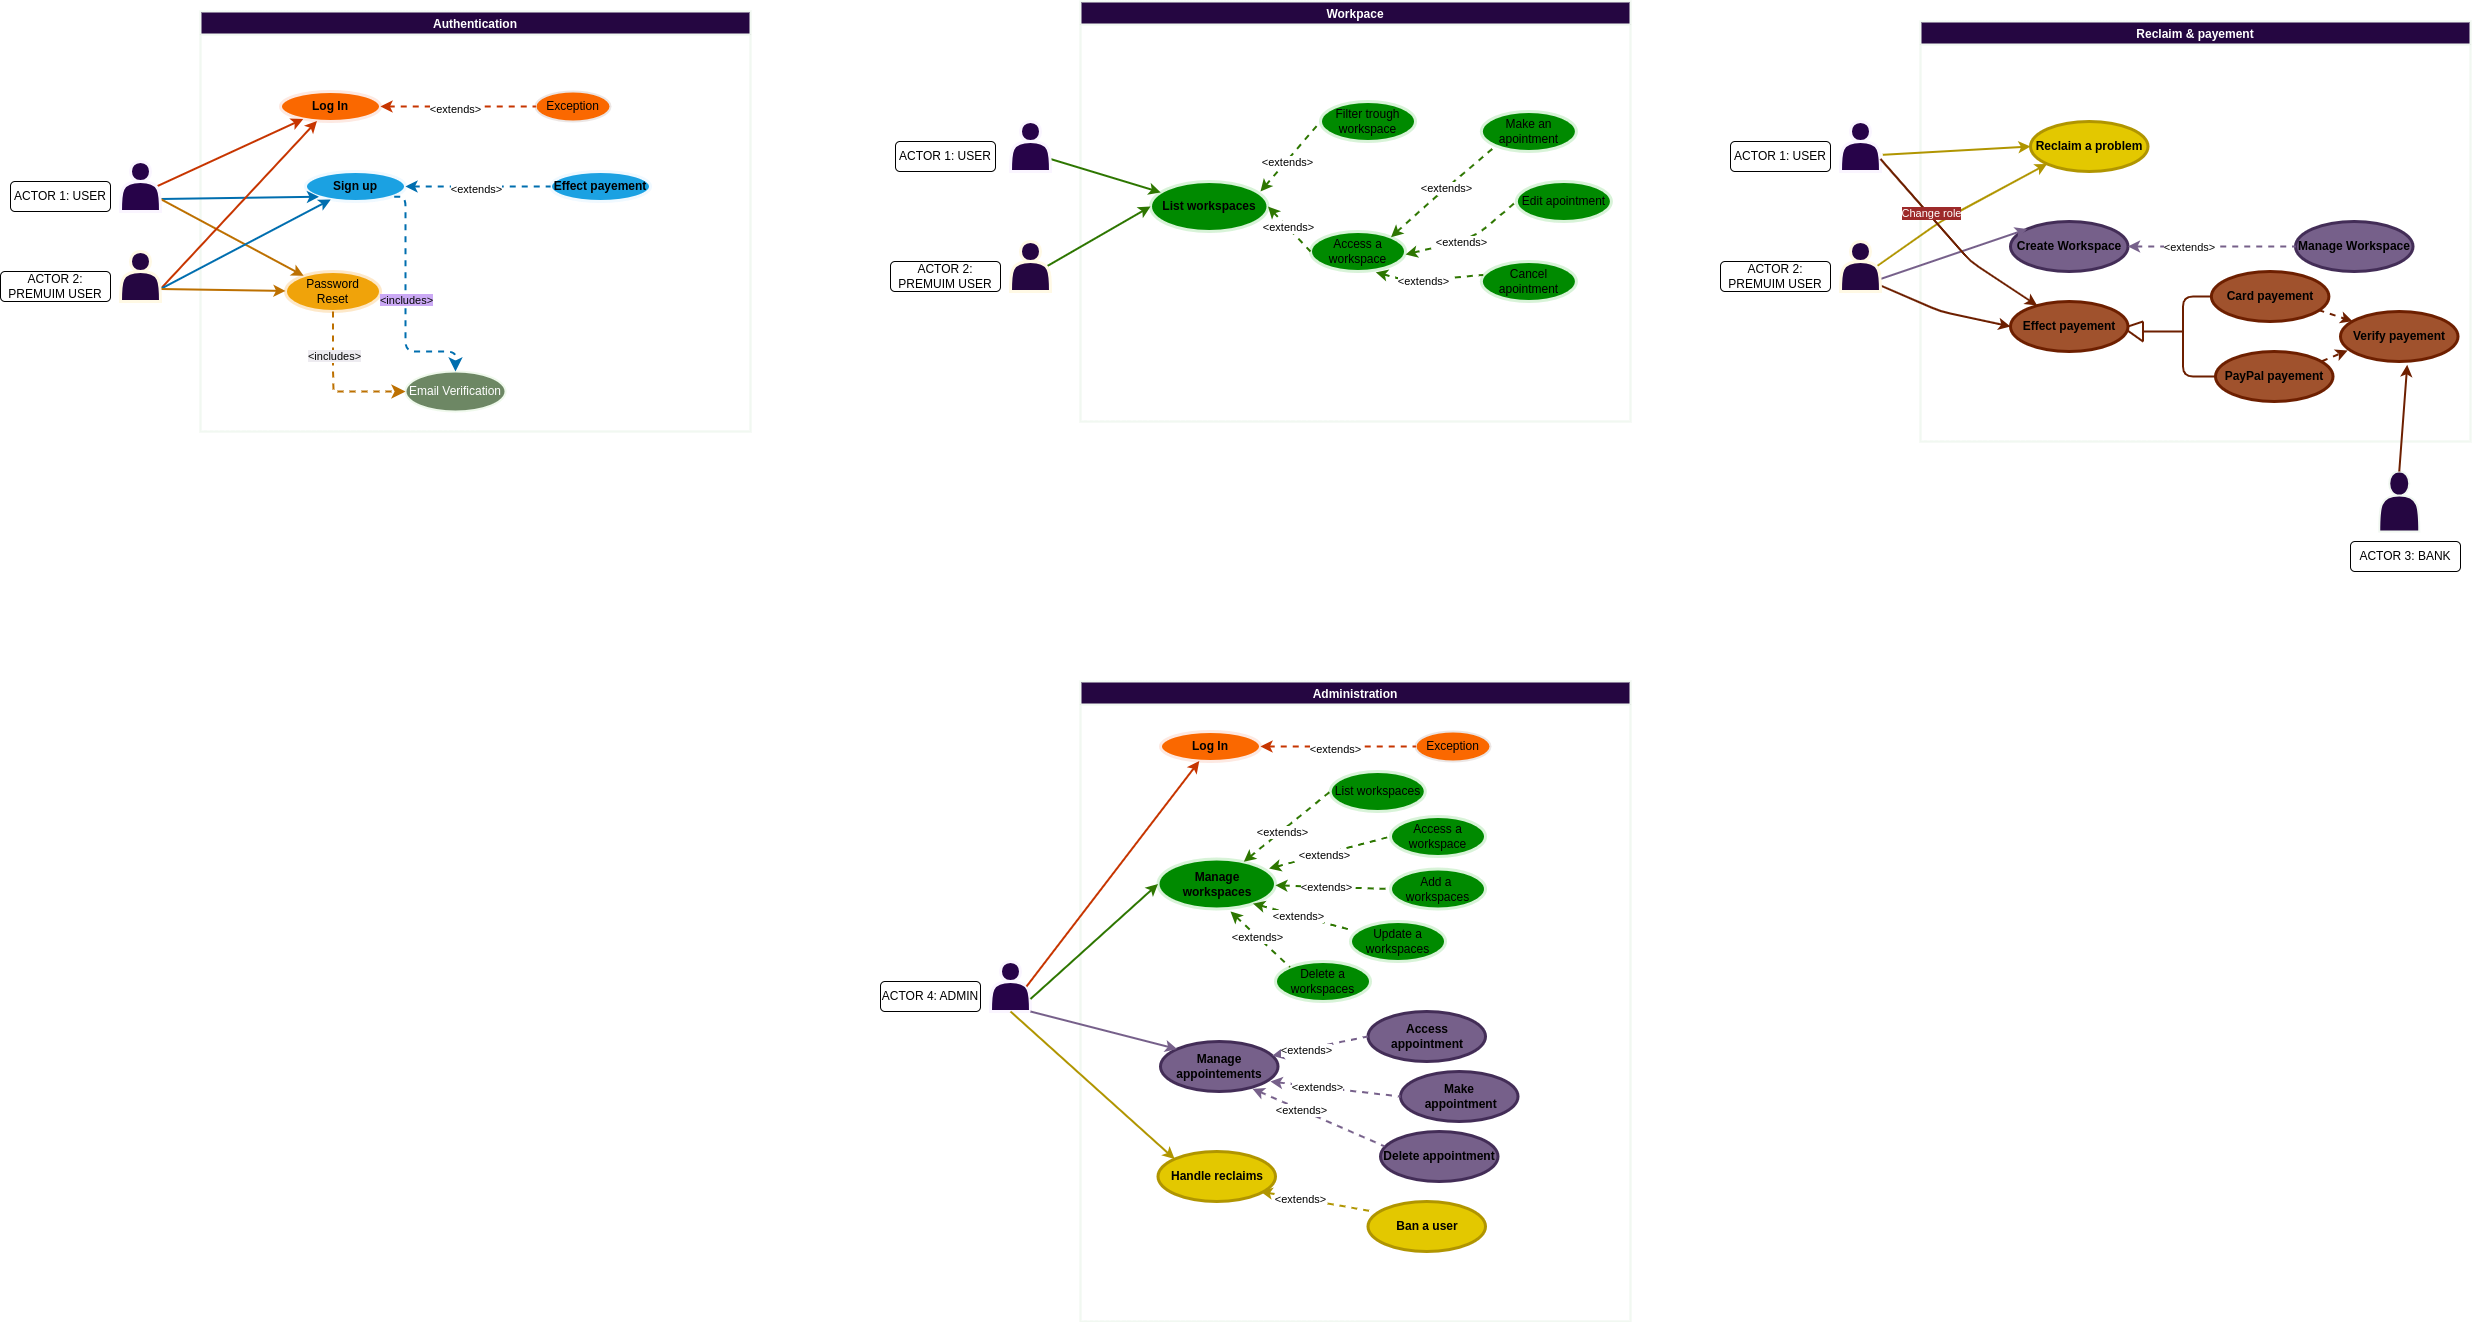 Authentication
Log In
<extends>
Exception
Sign up
<extends>
Effect payement
ACTOR 1: USER
ACTOR 2:
PREMUIM USER
Password
Reset
<includes>
<includes>
Email Verification
Workpace
ACTOR 1: USER
ACTOR 2:
PREMUIM USER
List workspaces
<extends>
Filter trough
workspace
<extends>
Access a
workspace
<extends>
Make an
apointment
<extends>
Edit apointment
<extends>
Cancel
apointment
Reclaim & payement
ACTOR 1: USER
ACTOR 2:
PREMUIM USER
Reclaim a problem
Change role
Create Workspace
<extends>
Manage Workspace
Effect payement
Card payement
PayPal payement
Verify payement
ACTOR 3: BANK
Administration
Log In
<extends>
Exception
ACTOR 4: ADMIN
Manage
workspaces
<extends>
List workspaces
<extends>
Access a
workspace
<extends>
Add a
workspaces
<extends>
Update a
workspaces
<extends>
Delete a
workspaces
Manage
appointements
<extends>
Access
appointment
<extends>
Make
appointment
<extends>
Delete appointment
Handle reclaims
<extends>
Ban a user